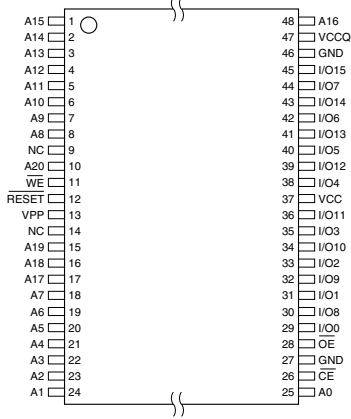 A15 1 48 A16
A14 2 47 VCCQ
A13 3 46 GND
A12 4 45 I/O15
A11 5 44 I/O7
A10 6 43 I/O14
A9 7 42 I/O6
A8 8 41 I/O13
NC 9 40 I/O5
A20 10 39 I/O12
W̅E̅ 11 38 I/O4
R̅E̅S̅E̅T̅ 12 37 VCC
VPP 13 36 I/O11
NC 14 35 I/O3
A19 15 34 I/O10
A18 16 33 I/O2
A17 17 32 I/O9
A7 18 31 I/O1
A6 19 30 I/O8
A5 20 29 I/O0
A4 21 28 O̅E̅
A3 22 27 GND
A2 23 26 C̅E̅
A1 24 25 A0